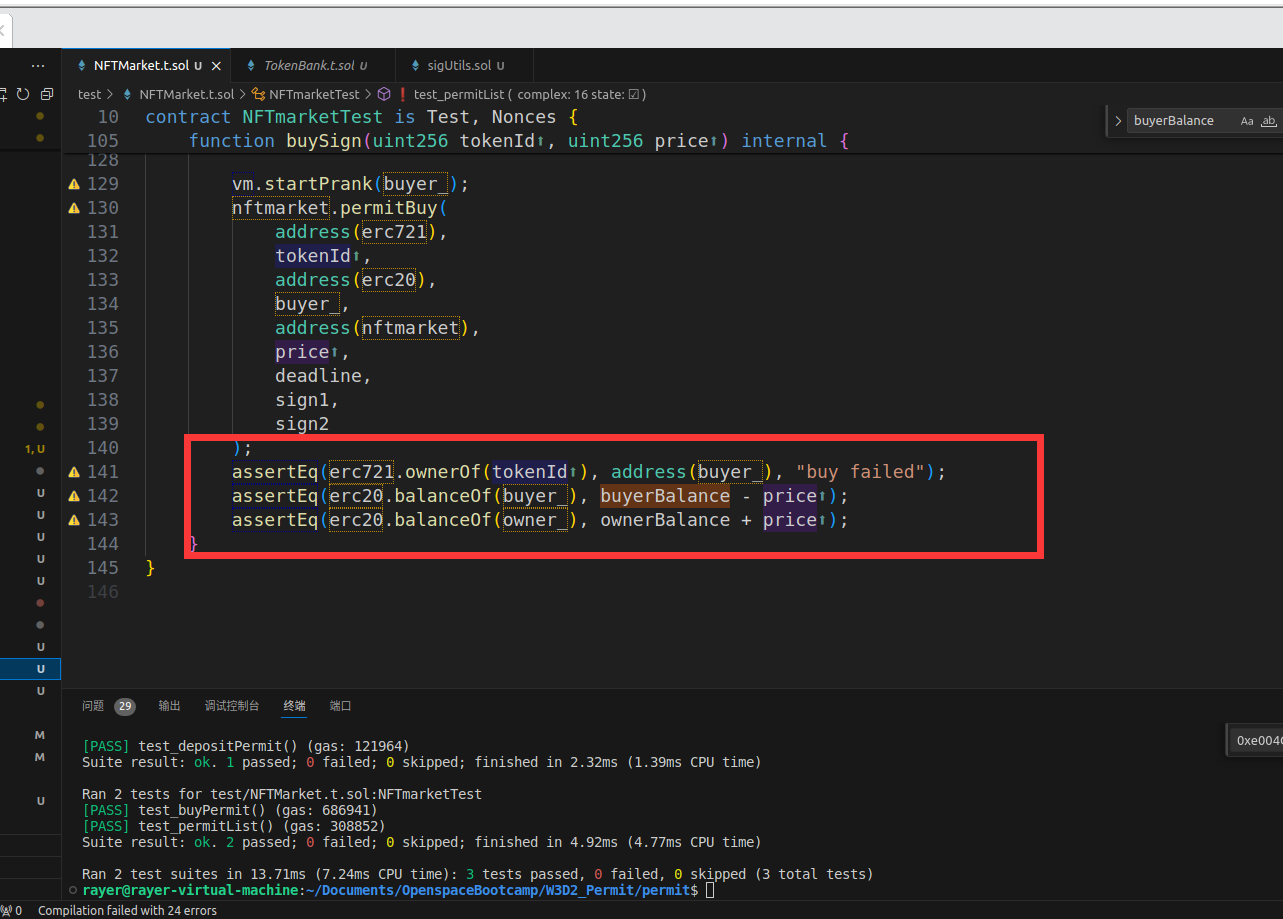 NFTMarket.t.sol U
TokenBank.t.sol U
sigUtils.sol U
test > NFTMarket.t.sol > NFTmarketTest > test_permitList ( complex: 16 state: ☑ )
buyerBalance Aa ab
10 contract NFTmarketTest is Test, Nonces {
105 function buySign(uint256 tokenId⬆, uint256 price⬆) internal {
128
129 vm.startPrank(buyer_);
130 nftmarket.permitBuy(
131 address(erc721),
132 tokenId⬆,
133 address(erc20),
134 buyer_,
135 address(nftmarket),
136 price⬆,
137 deadline,
138 sign1,
139 sign2
140 );
141 assertEq(erc721.ownerOf(tokenId⬆), address(buyer_), "buy failed");
142 assertEq(erc20.balanceOf(buyer_), buyerBalance - price⬆);
143 assertEq(erc20.balanceOf(owner_), ownerBalance + price⬆);
144 }
145 }
146
1, U
U
U
U
U
U
U
U
U
M
M
U
问题 29 输出 调试控制台 终端 端口
[PASS] test_depositPermit() (gas: 121964)
Suite result: ok. 1 passed; 0 failed; 0 skipped; finished in 2.32ms (1.39ms CPU time)
Ran 2 tests for test/NFTMarket.t.sol:NFTmarketTest
[PASS] test_buyPermit() (gas: 686941)
[PASS] test_permitList() (gas: 308852)
Suite result: ok. 2 passed; 0 failed; 0 skipped; finished in 4.92ms (4.77ms CPU time)
Ran 2 test suites in 13.71ms (7.24ms CPU time): 3 tests passed, 0 failed, 0 skipped (3 total tests)
rayer@rayer-virtual-machine:~/Documents/OpenspaceBootcamp/W3D2_Permit/permit$
0 Compilation failed with 24 errors